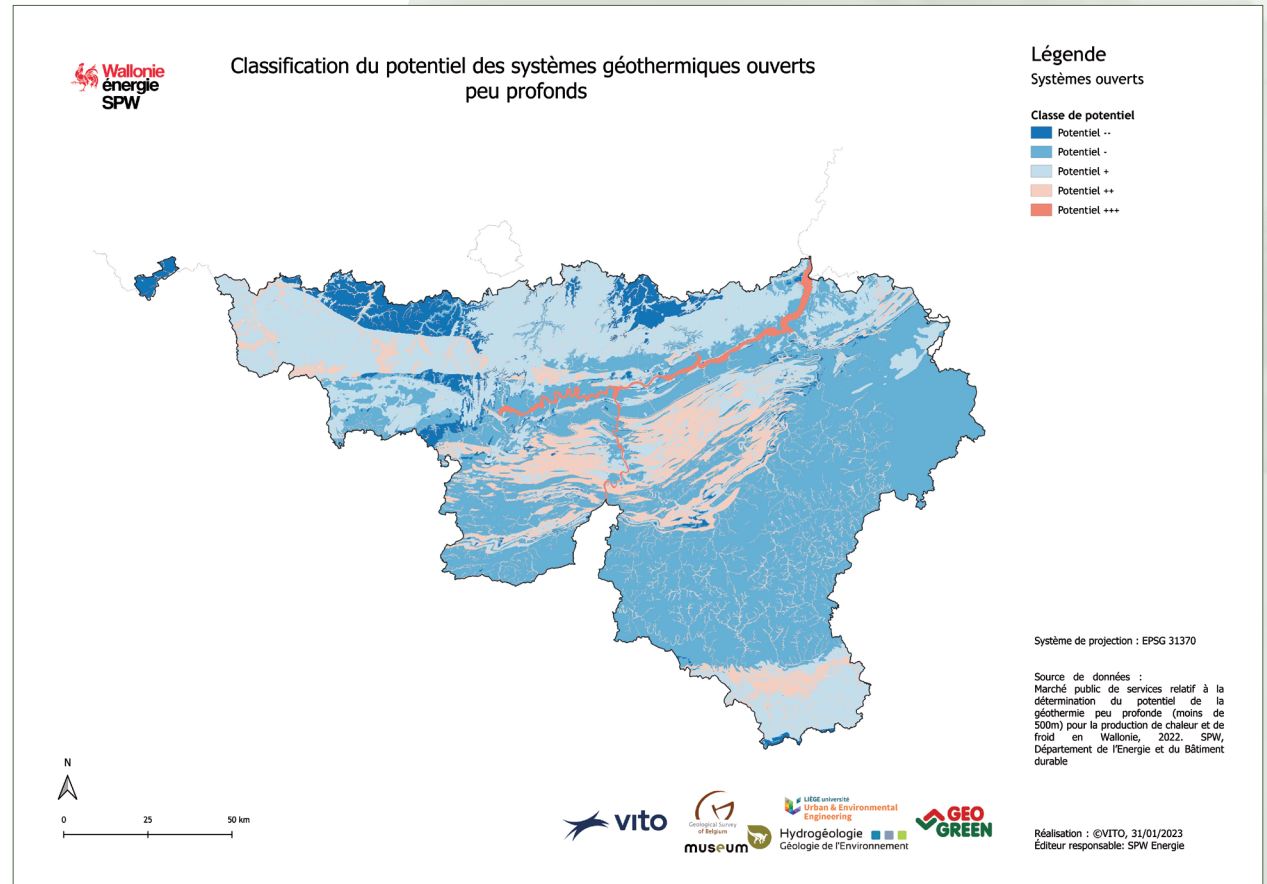 Wallonie
énergie
SPW
Classification du potentiel des systèmes géothermiques ouverts
peu profonds
Légende
Systèmes ouverts
Classe de potentiel
Potentiel --
Potentiel -
Potentiel +
Potentiel ++
Potentiel +++
Système de projection : EPSG 31370
Source de données :
Marché public de services relatif à la
détermination du potentiel de la
géothermie peu profonde (moins de
500m) pour la production de chaleur et de
froid en Wallonie, 2022. SPW,
Département de l'Energie et du Bâtiment
durable
N
0 25 50 km
vito
Geological Survey
of Belgium
museum
LIÈGE université
Urban & Environmental
Engineering
Hydrogéologie
Géologie de l'Environnement
GEO
GREEN
Réalisation : ©VITO, 31/01/2023
Éditeur responsable: SPW Energie